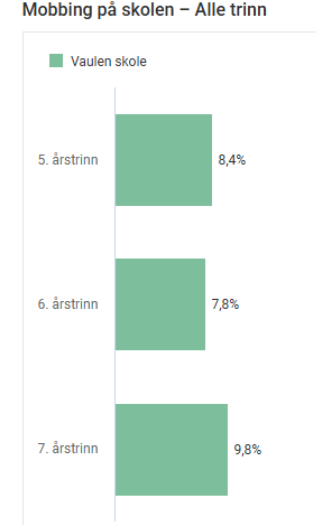 Mobbing på skolen – Alle trinn
Vaulen skole
5. årstrinn 8,4%
6. årstrinn 7,8%
7. årstrinn 9,8%